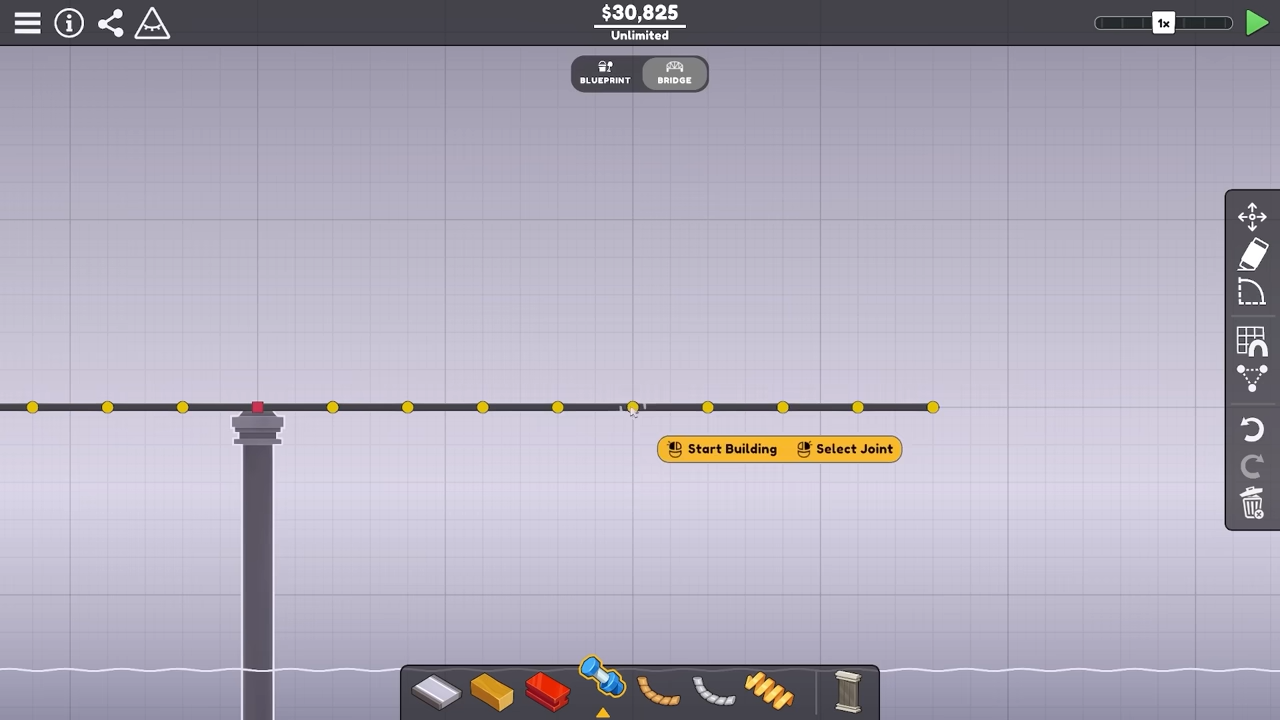 $30,825
Unlimited
1x
BLUEPRINT
BRIDGE
Start Building
Select Joint